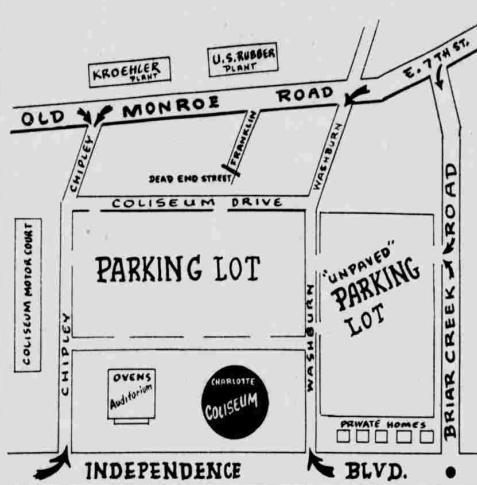 KROEHLER
PLANT
U.S. RUBBER
PLANT
E. 7TH ST.
OLD MONROE ROAD
CHIPLEY
FRANKLIN
WASHBURN
DEAD END STREET
COLISEUM DRIVE
COLISEUM MOTOR COURT
PARKING LOT
"UNPAVED"
PARKING
LOT
BRIAR CREEK ROAD
CHIPLEY
WASHBURN
OVENS
Auditorium
CHARLOTTE
COLISEUM
PRIVATE HOMES
INDEPENDENCE BLVD.